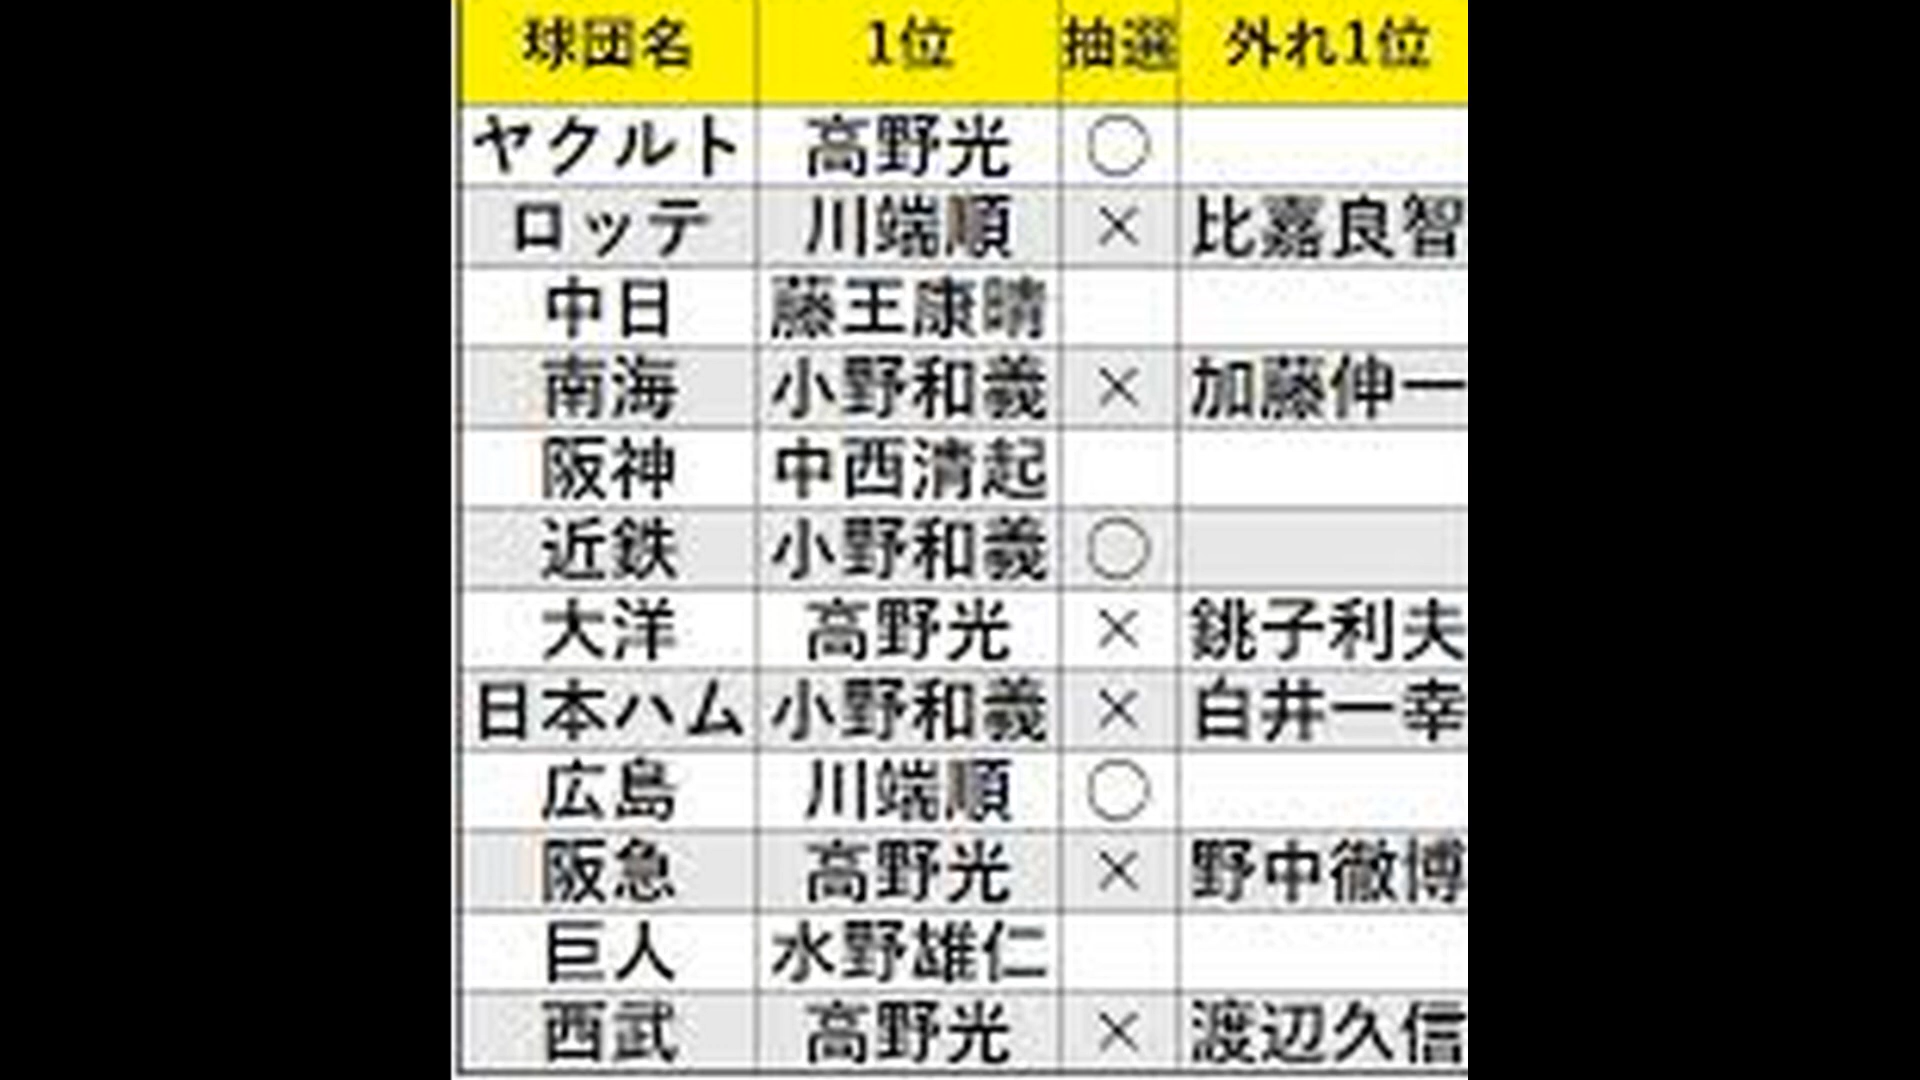 球団名 1位 抽選 外れ1位
ヤクルト 高野光 ○
ロッテ 川端順 × 比嘉良智
中日 藤王康晴
南海 小野和義 × 加藤伸一
阪神 中西清起
近鉄 小野和義 ○
大洋 高野光 × 銚子利夫
日本ハム 小野和義 × 白井一幸
広島 川端順 ○
阪急 高野光 × 野中徹博
巨人 水野雄仁
西武 高野光 × 渡辺久信